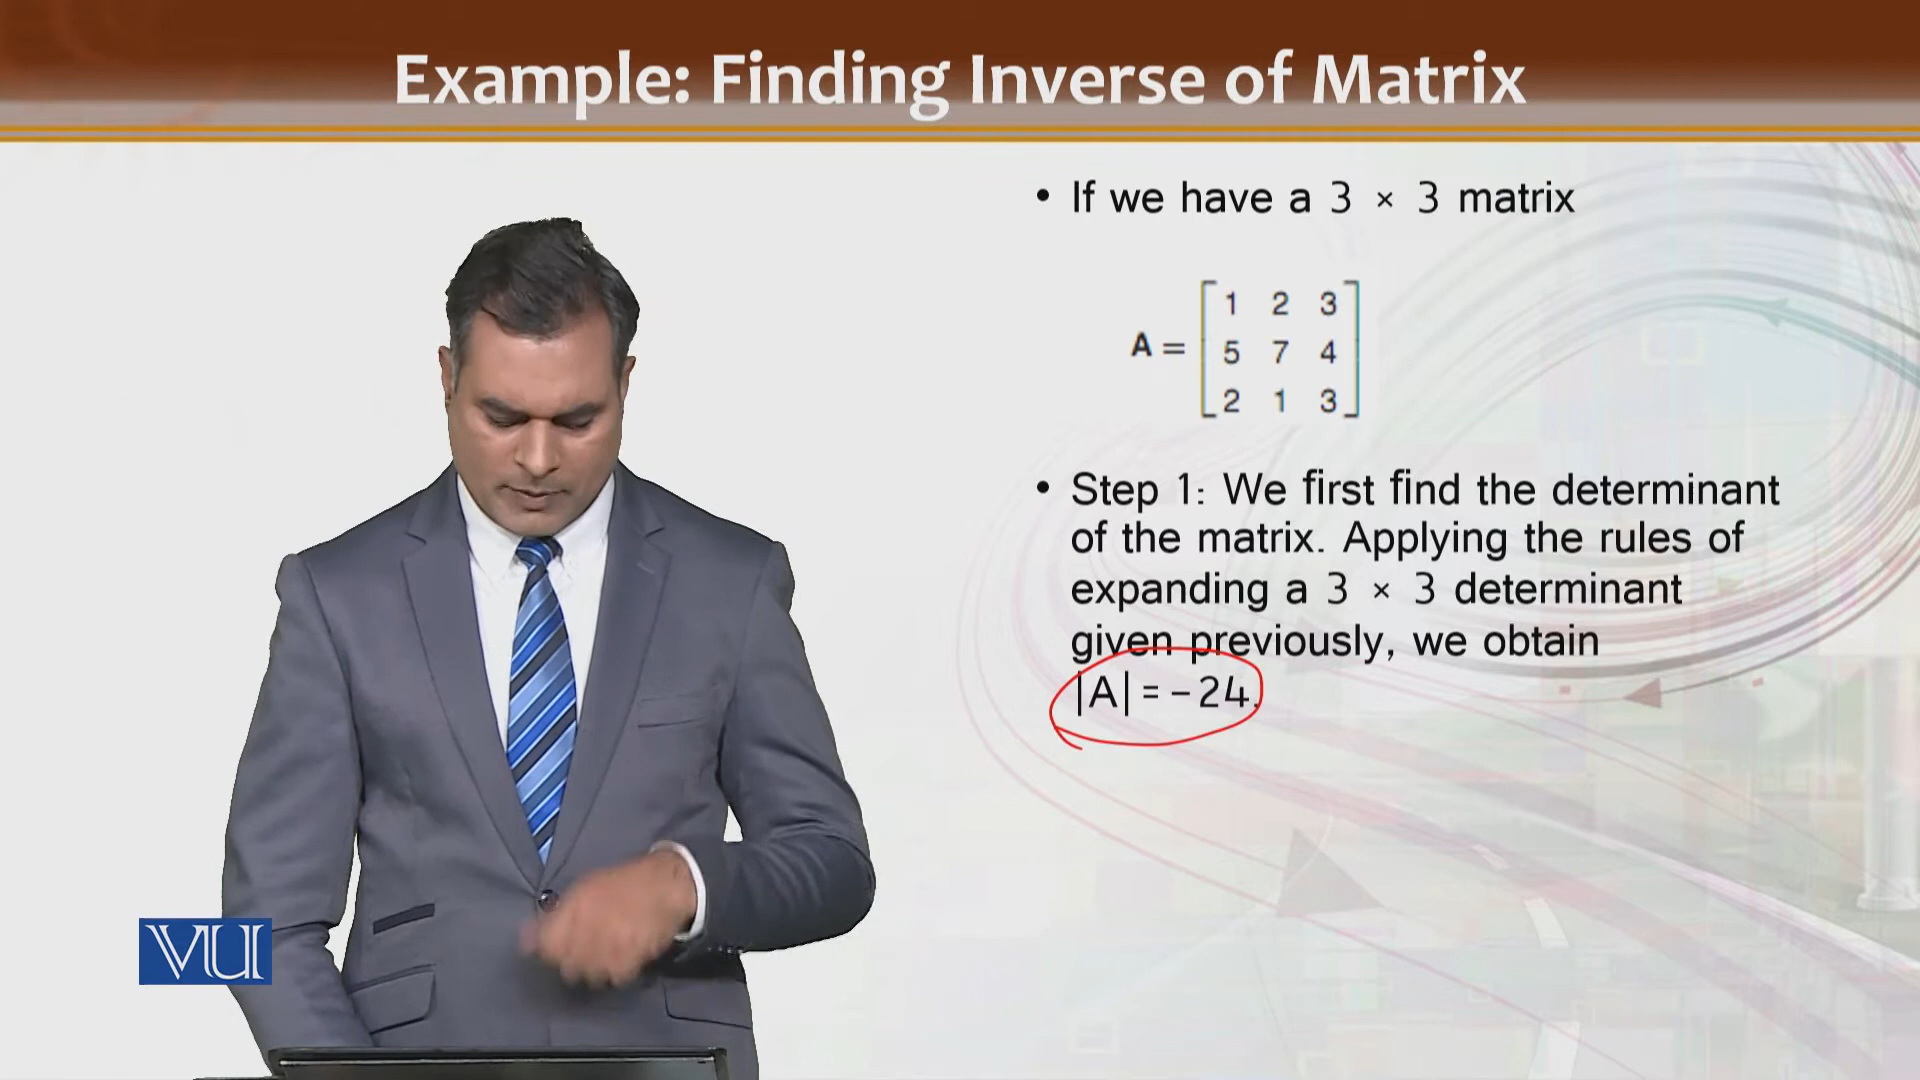 Example: Finding Inverse of Matrix
• If we have a 3 × 3 matrix
A = [1 2 3
5 7 4
2 1 3]
• Step 1: We first find the determinant
of the matrix. Applying the rules of
expanding a 3 × 3 determinant
given previously, we obtain
|A| = – 24.
VU